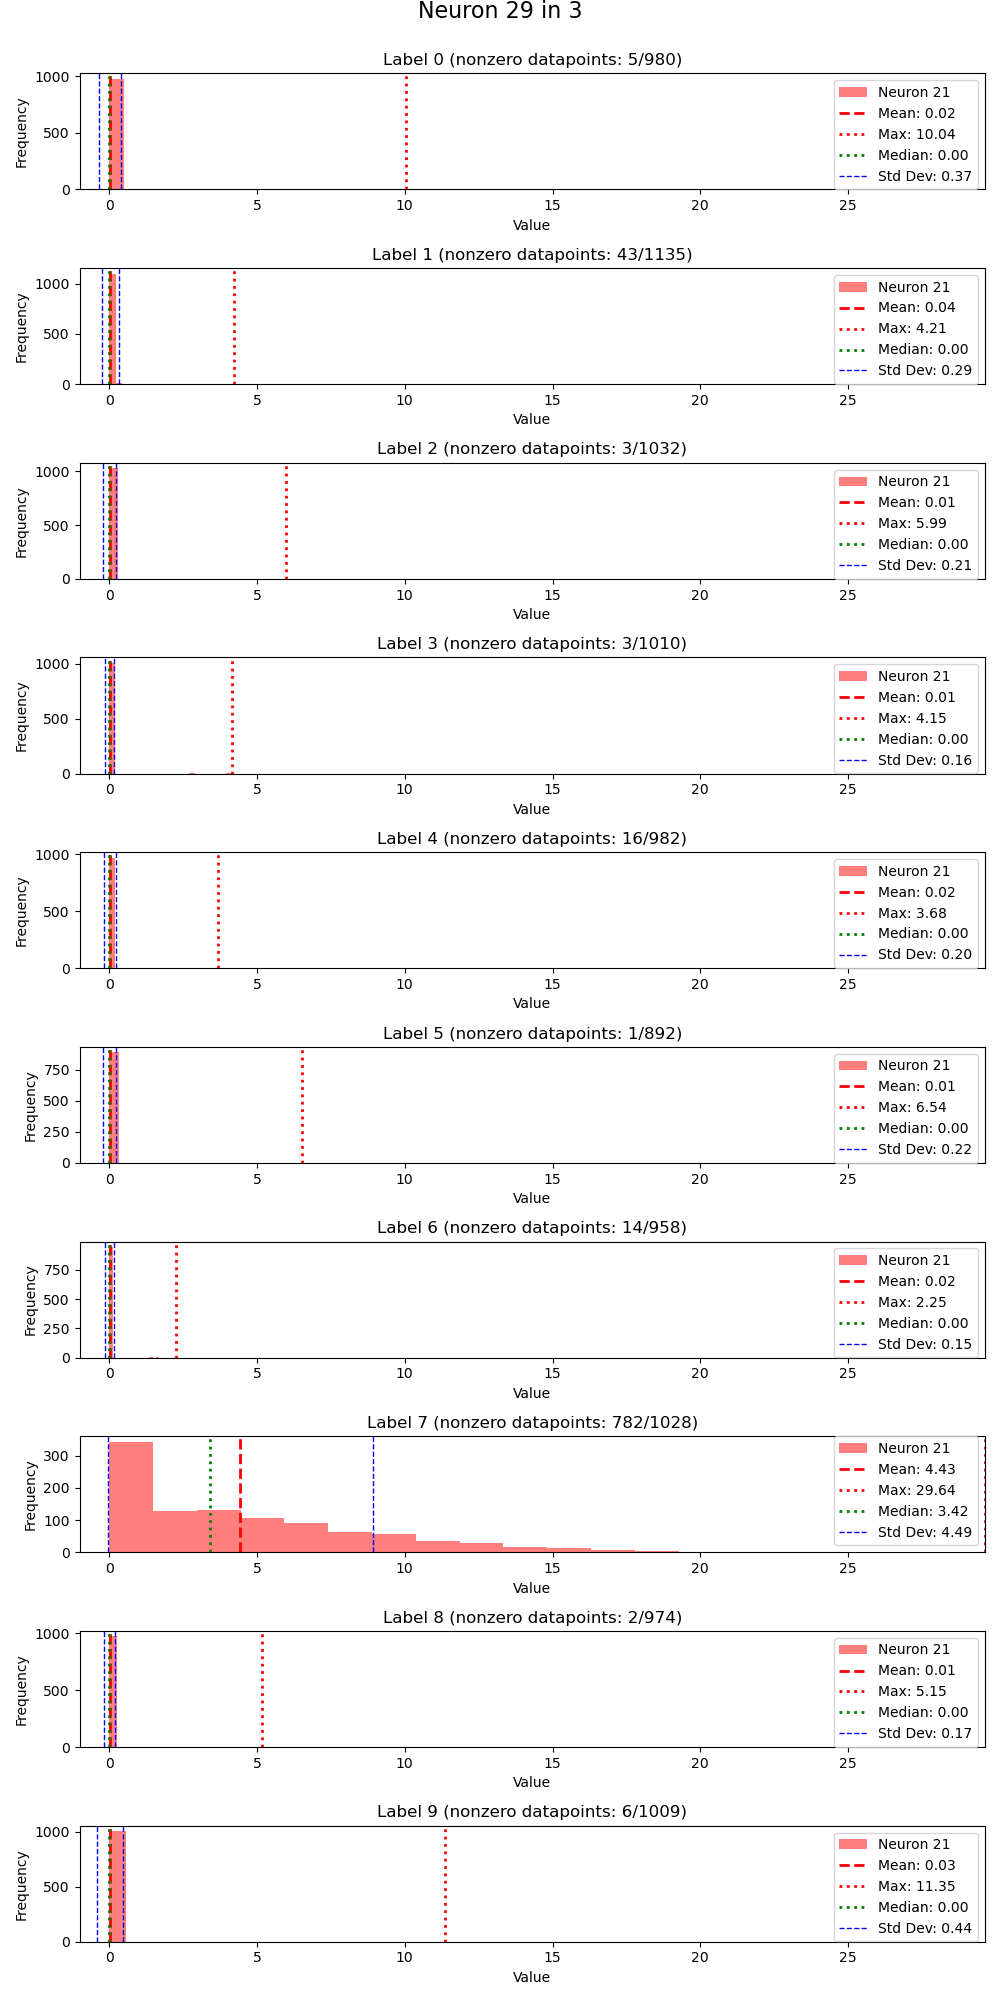 Neuron 29 in 3
Label 0 (nonzero datapoints: 5/980)
Frequency
1000
500
0
Neuron 21
Mean: 0.02
Max: 10.04
Median: 0.00
Std Dev: 0.37
0 5 10 15 20 25
Value
Label 1 (nonzero datapoints: 43/1135)
Frequency
1000
500
0
Neuron 21
Mean: 0.04
Max: 4.21
Median: 0.00
Std Dev: 0.29
0 5 10 15 20 25
Value
Label 2 (nonzero datapoints: 3/1032)
Frequency
1000
500
0
Neuron 21
Mean: 0.01
Max: 5.99
Median: 0.00
Std Dev: 0.21
0 5 10 15 20 25
Value
Label 3 (nonzero datapoints: 3/1010)
Frequency
1000
500
0
Neuron 21
Mean: 0.01
Max: 4.15
Median: 0.00
Std Dev: 0.16
0 5 10 15 20 25
Value
Label 4 (nonzero datapoints: 16/982)
Frequency
1000
500
0
Neuron 21
Mean: 0.02
Max: 3.68
Median: 0.00
Std Dev: 0.20
0 5 10 15 20 25
Value
Label 5 (nonzero datapoints: 1/892)
Frequency
750
500
250
0
Neuron 21
Mean: 0.01
Max: 6.54
Median: 0.00
Std Dev: 0.22
0 5 10 15 20 25
Value
Label 6 (nonzero datapoints: 14/958)
Frequency
750
500
250
0
Neuron 21
Mean: 0.02
Max: 2.25
Median: 0.00
Std Dev: 0.15
0 5 10 15 20 25
Value
Label 7 (nonzero datapoints: 782/1028)
Frequency
300
200
100
0
Neuron 21
Mean: 4.43
Max: 29.64
Median: 3.42
Std Dev: 4.49
0 5 10 15 20 25
Value
Label 8 (nonzero datapoints: 2/974)
Frequency
1000
500
0
Neuron 21
Mean: 0.01
Max: 5.15
Median: 0.00
Std Dev: 0.17
0 5 10 15 20 25
Value
Label 9 (nonzero datapoints: 6/1009)
Frequency
1000
500
0
Neuron 21
Mean: 0.03
Max: 11.35
Median: 0.00
Std Dev: 0.44
0 5 10 15 20 25
Value